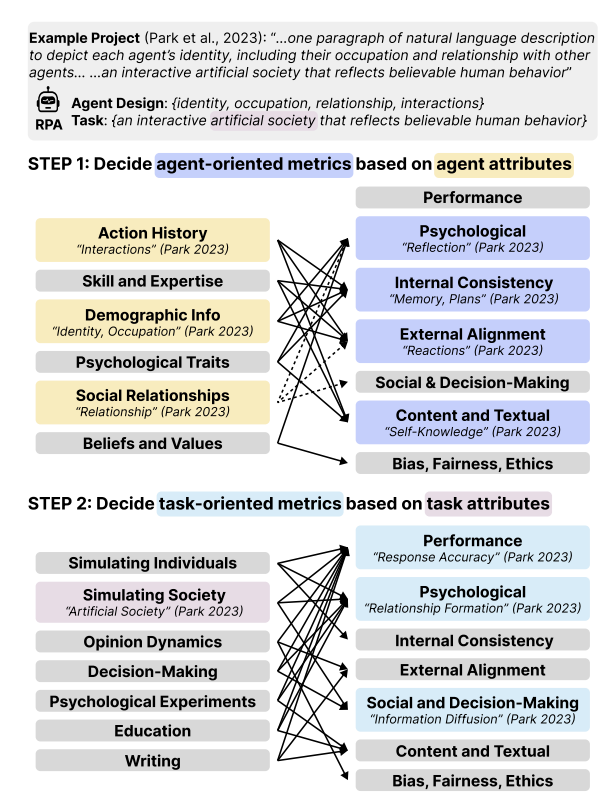 Example Project (Park et al., 2023): “…one paragraph of natural language description
to depict each agent’s identity, including their occupation and relationship with other
agents… …an interactive artificial society that reflects believable human behavior”
RPA
Agent Design: {identity, occupation, relationship, interactions}
Task: {an interactive artificial society that reflects believable human behavior}
STEP 1: Decide agent-oriented metrics based on agent attributes
Action History
“Interactions” (Park 2023)
Skill and Expertise
Demographic Info
“Identity, Occupation” (Park 2023)
Psychological Traits
Social Relationships
“Relationship” (Park 2023)
Beliefs and Values
Performance
Psychological
“Reflection” (Park 2023)
Internal Consistency
“Memory, Plans” (Park 2023)
External Alignment
“Reactions” (Park 2023)
Social & Decision-Making
Content and Textual
“Self-Knowledge” (Park 2023)
Bias, Fairness, Ethics
STEP 2: Decide task-oriented metrics based on task attributes
Simulating Individuals
Simulating Society
“Artificial Society” (Park 2023)
Opinion Dynamics
Decision-Making
Psychological Experiments
Education
Writing
Performance
“Response Accuracy” (Park 2023)
Psychological
“Relationship Formation” (Park 2023)
Internal Consistency
External Alignment
Social and Decision-Making
“Information Diffusion” (Park 2023)
Content and Textual
Bias, Fairness, Ethics